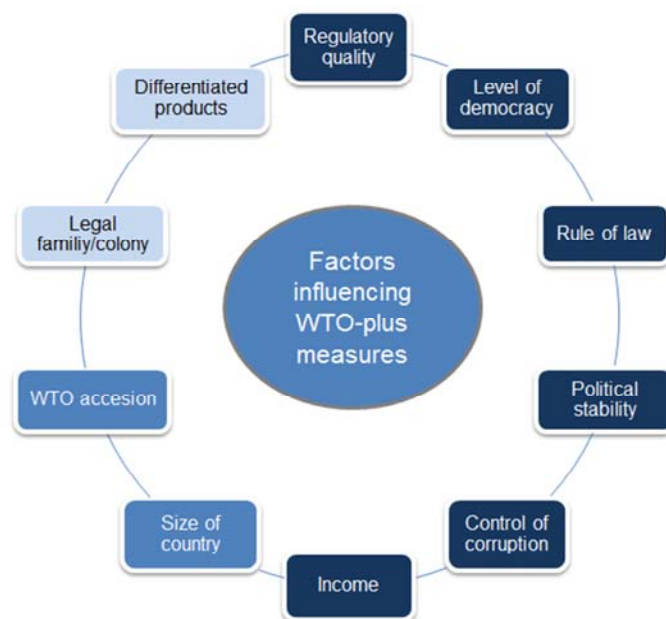 Regulatory
quality
Level of
democracy
Rule of law
Political
stability
Control of
corruption
Income
Size of
country
WTO accesion
Legal
familiy/colony
Differentiated
products
Factors
influencing
WTO-plus
measures